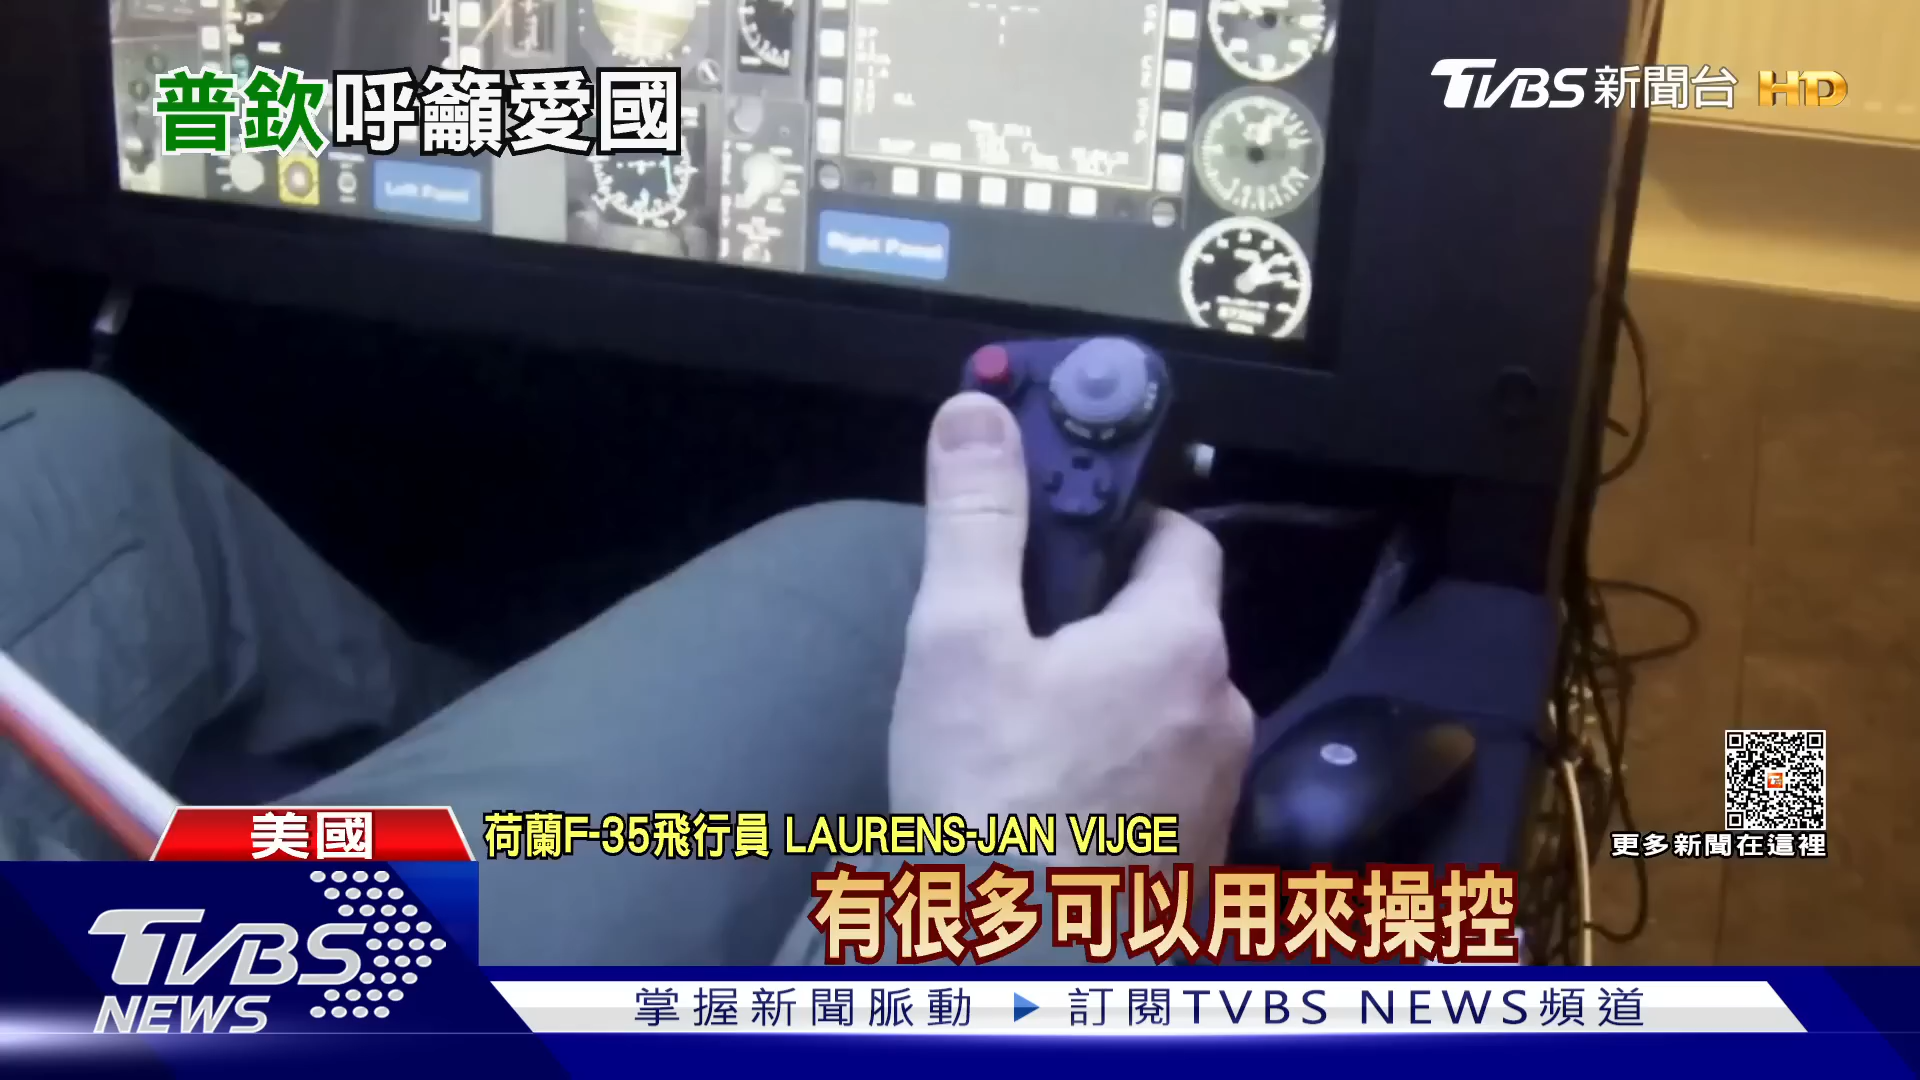 普欽呼籲愛國
TVBS新聞台 HD
Left Panel
Right Panel
更多新聞在這裡
美國
荷蘭F-35飛行員 LAURENS-JAN VIJGE
有很多可以用來操控
TVBS
NEWS
掌握新聞脈動 ▶ 訂閱TVBS NEWS頻道